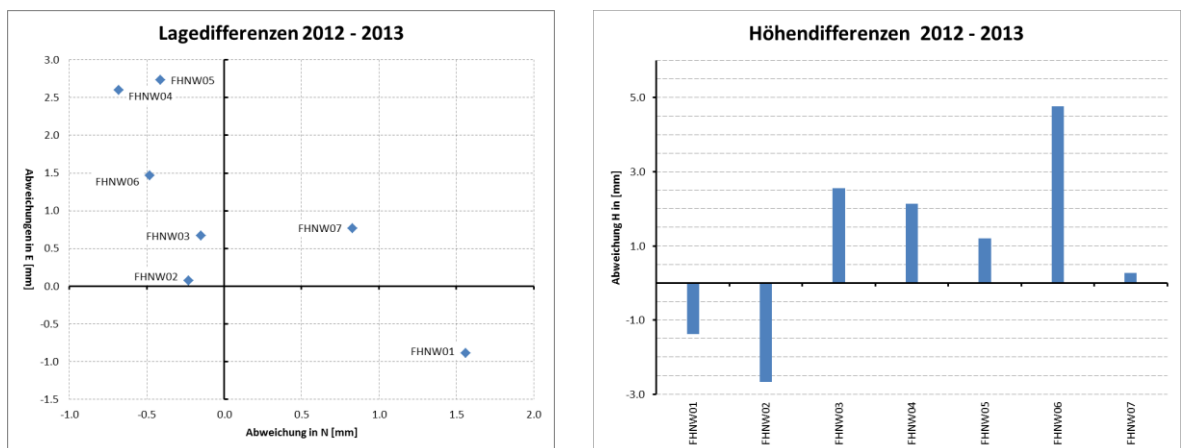 Lagedifferenzen 2012 - 2013
3.0
2.5
2.0
1.5
1.0
0.5
0.0
-0.5
-1.0
-1.5
-1.0
-0.5
0.0
0.5
1.0
1.5
2.0
Abweichungen in E [mm]
Abweichung in N [mm]
FHNW05
FHNW04
FHNW06
FHNW03
FHNW07
FHNW02
FHNW01
Höhendifferenzen 2012 - 2013
5.0
3.0
1.0
-1.0
-3.0
Abweichung H in [mm]
FHNW01
FHNW02
FHNW03
FHNW04
FHNW05
FHNW06
FHNW07